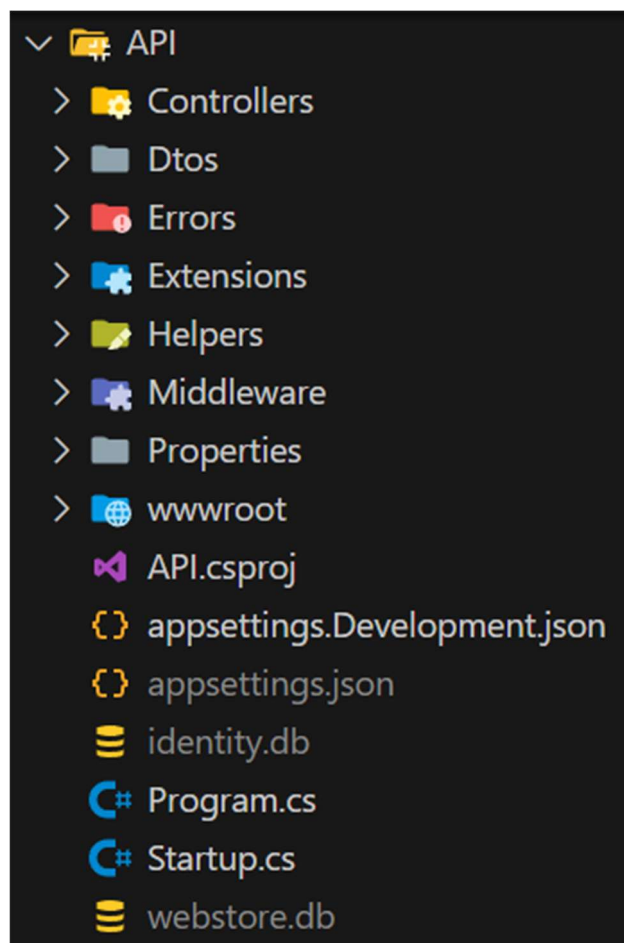 API
Controllers
Dtos
Errors
Extensions
Helpers
Middleware
Properties
wwwroot
API.csproj
appsettings.Development.json
appsettings.json
identity.db
Program.cs
Startup.cs
webstore.db